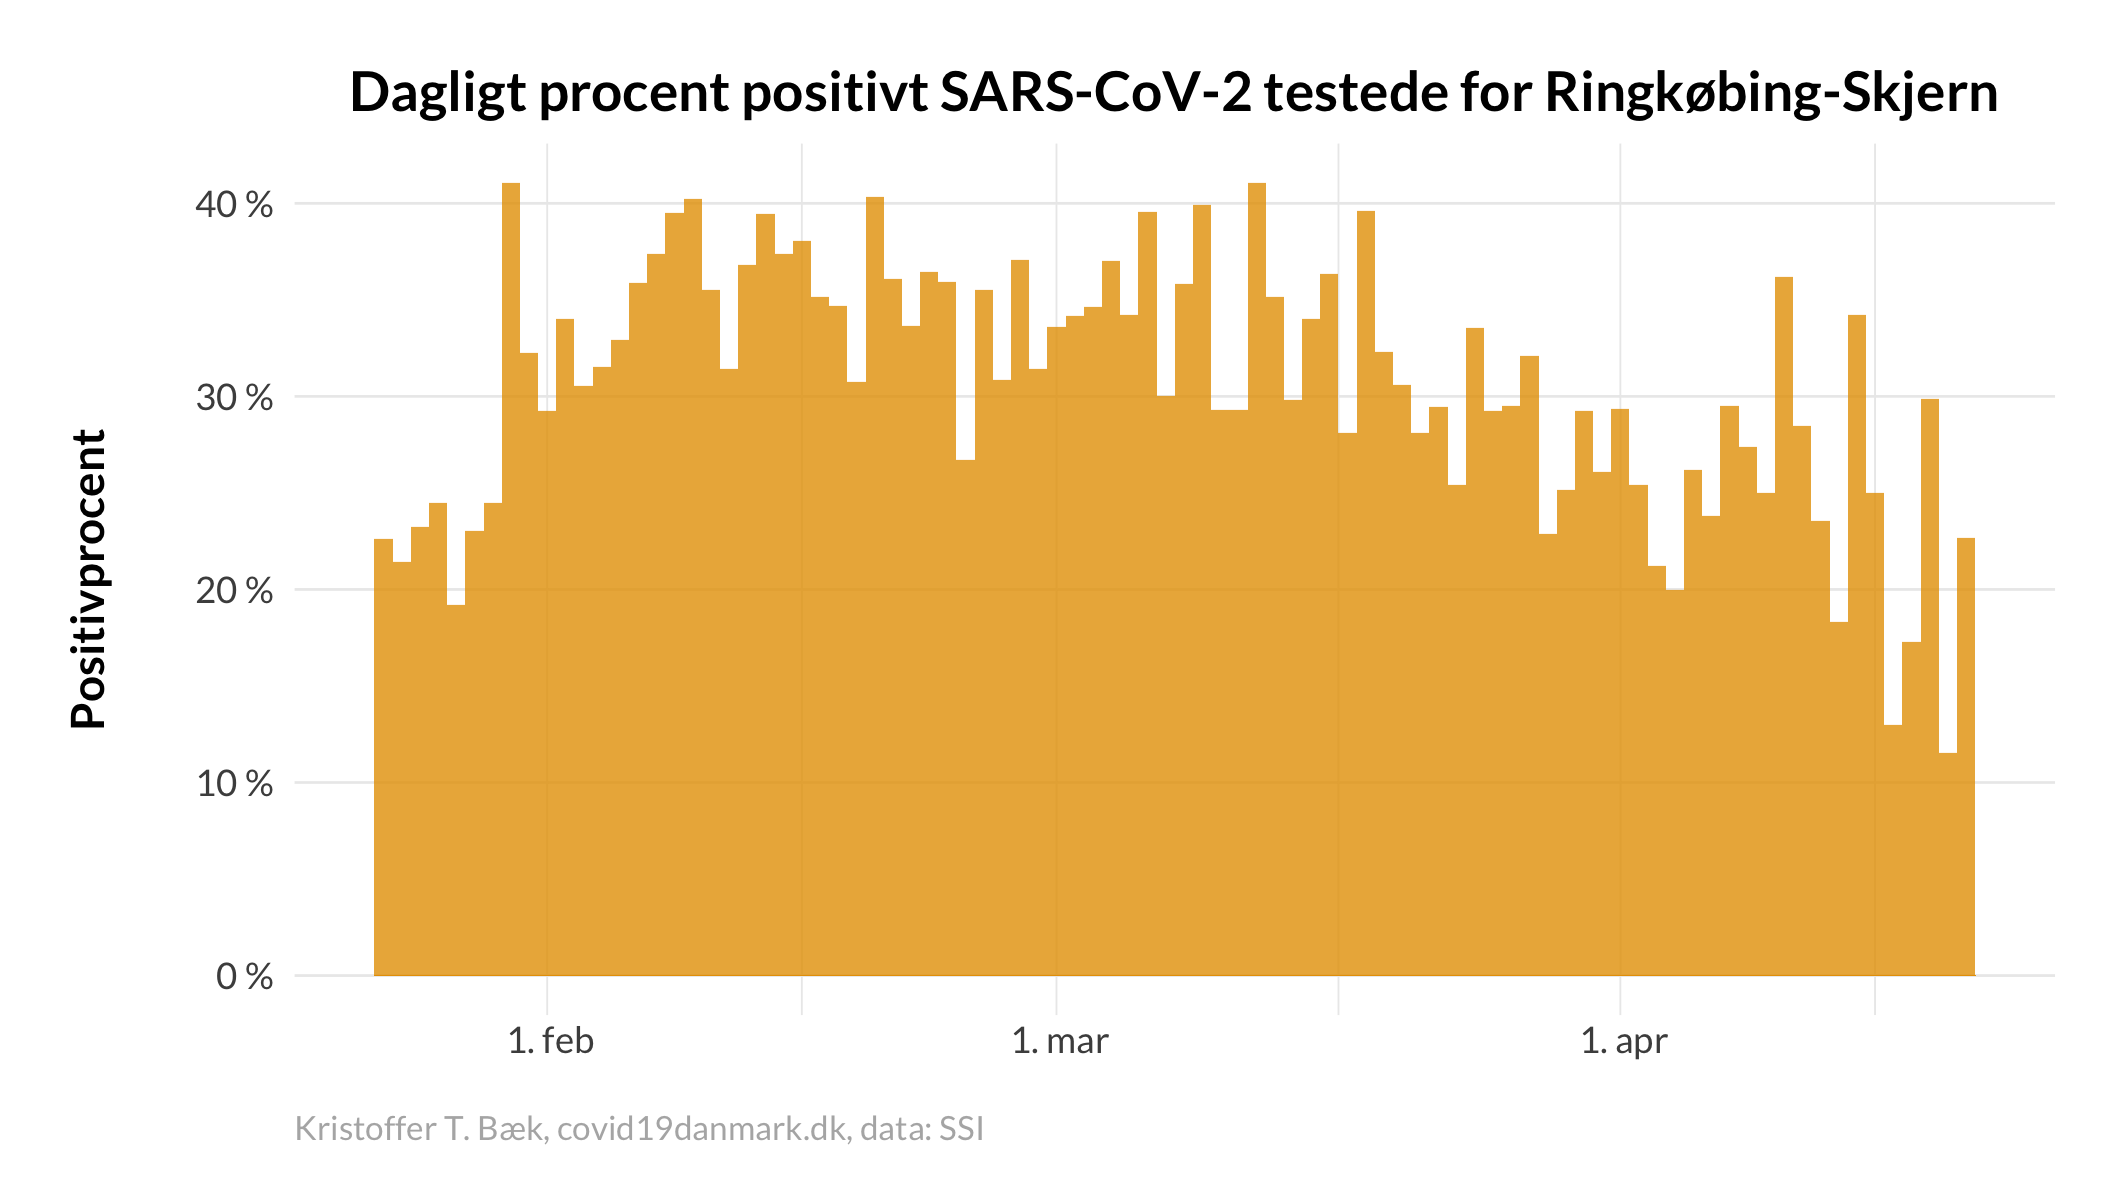 Dagligt procent positivt SARS-CoV-2 testede for Ringkøbing-Skjern
Positivprocent
40 %
30 %
20 %
10 %
0 %
1. feb
1. mar
1. apr
Kristoffer T. Bæk, covid19danmark.dk, data: SSI